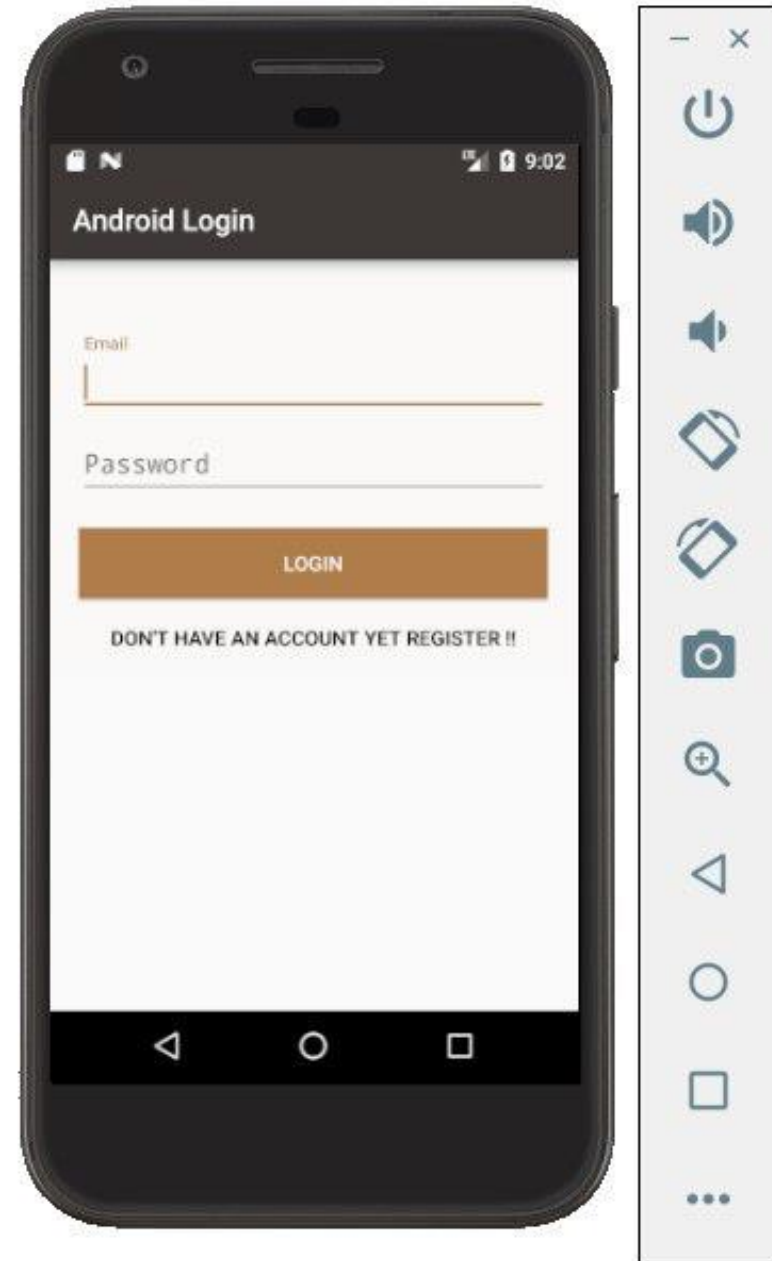 9:02
Android Login
Email
Password
LOGIN
DON'T HAVE AN ACCOUNT YET REGISTER !!